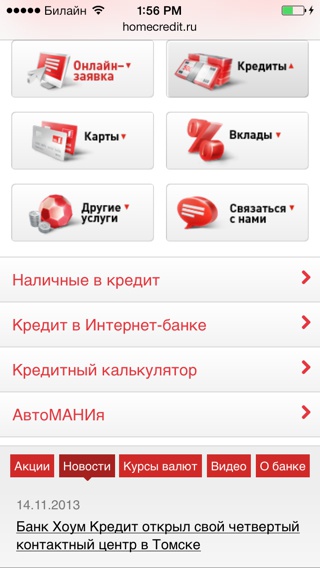 Билайн 1:56 PM
homecredit.ru
Онлайн-
заявка
Кредиты
Карты
Вклады
Другие
услуги
Связаться
с нами
Наличные в кредит
Кредит в Интернет-банке
Кредитный калькулятор
АвтоМАНИя
Акции Новости Курсы валют Видео О банке
14.11.2013
Банк Хоум Кредит открыл свой четвертый
контактный центр в Томске